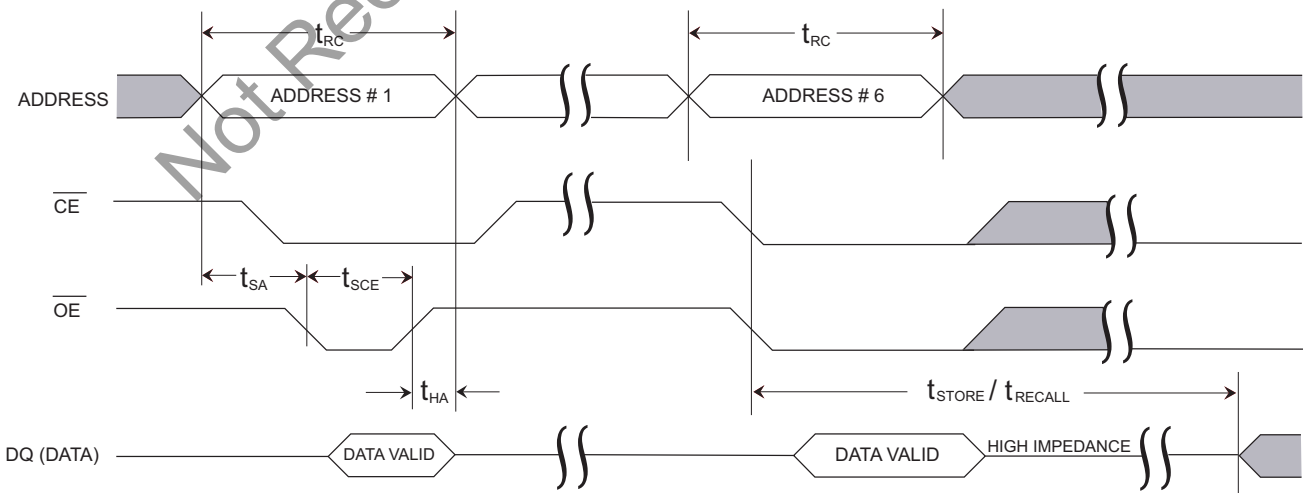 Not Rec
tRC
tRC
ADDRESS
ADDRESS # 1
ADDRESS # 6
CE
tSA
tSCE
OE
tHA
tSTORE / tRECALL
DQ (DATA)
DATA VALID
DATA VALID
HIGH IMPEDANCE